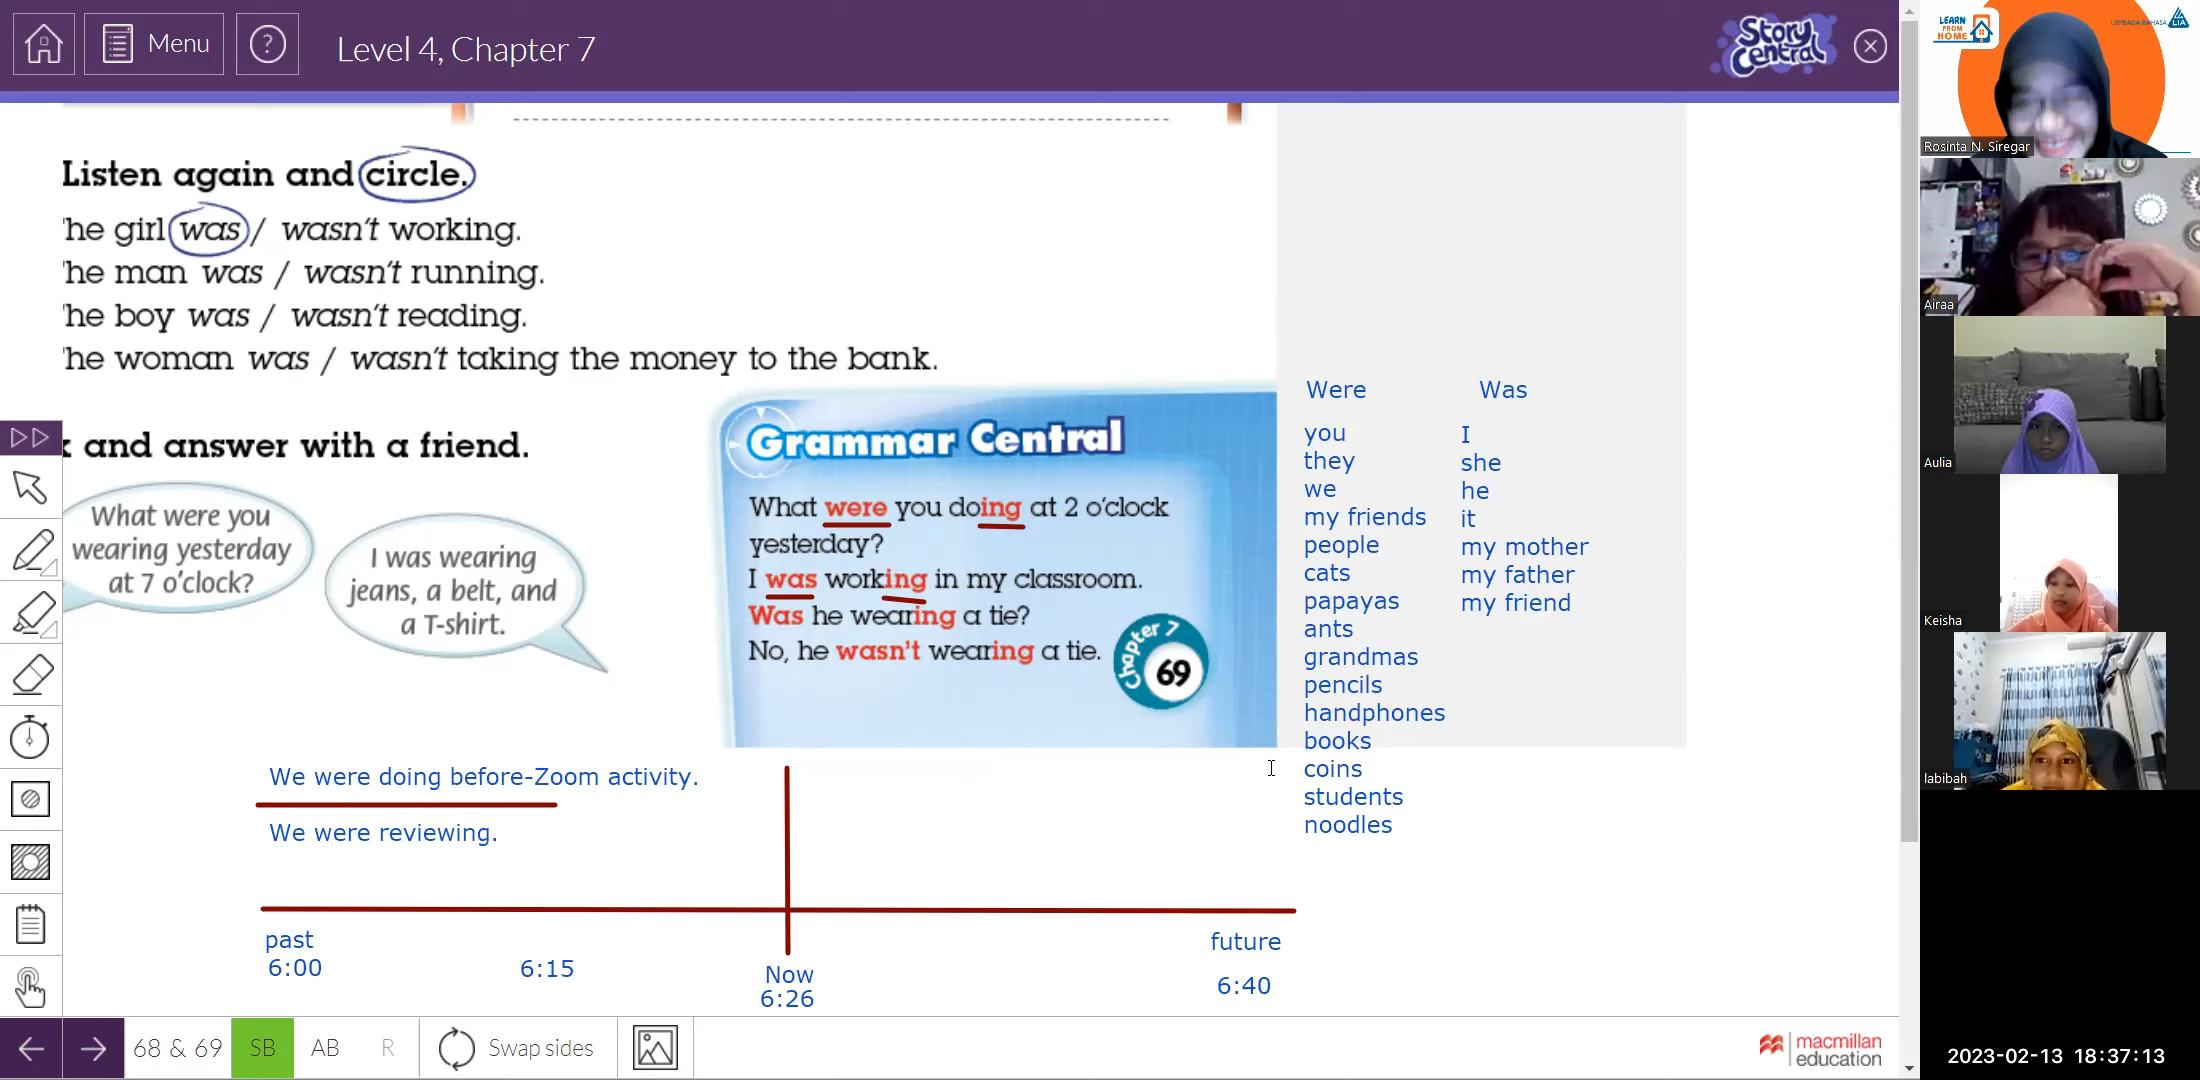 Menu
?
Level 4, Chapter 7
Story Central
Listen again and circle.
he girl was / wasn't working.
he man was / wasn't running.
he boy was / wasn't reading.
he woman was / wasn't taking the money to the bank.
and answer with a friend.
What were you
wearing yesterday
at 7 o'clock?
I was wearing
jeans, a belt, and
a T-shirt.
Grammar Central
What were you doing at 2 o'clock
yesterday?
I was working in my classroom.
Was he wearing a tie?
No, he wasn't wearing a tie.
Chapter 7
69
Were
you
they
we
my friends
people
cats
papayas
ants
grandmas
pencils
handphones
books
coins
students
noodles
Was
I
she
he
it
my mother
my father
my friend
We were doing before-Zoom activity.
We were reviewing.
past
6:00
6:15
Now
6:26
future
6:40
68 & 69
SB
AB
R
Swap sides
macmillan
education
LEARN
FROM
HOME
LEMBAGA BAHASA LIA
Rosinta N. Siregar
Airaa
Aulia
Keisha
labibah
2023-02-13 18:37:13